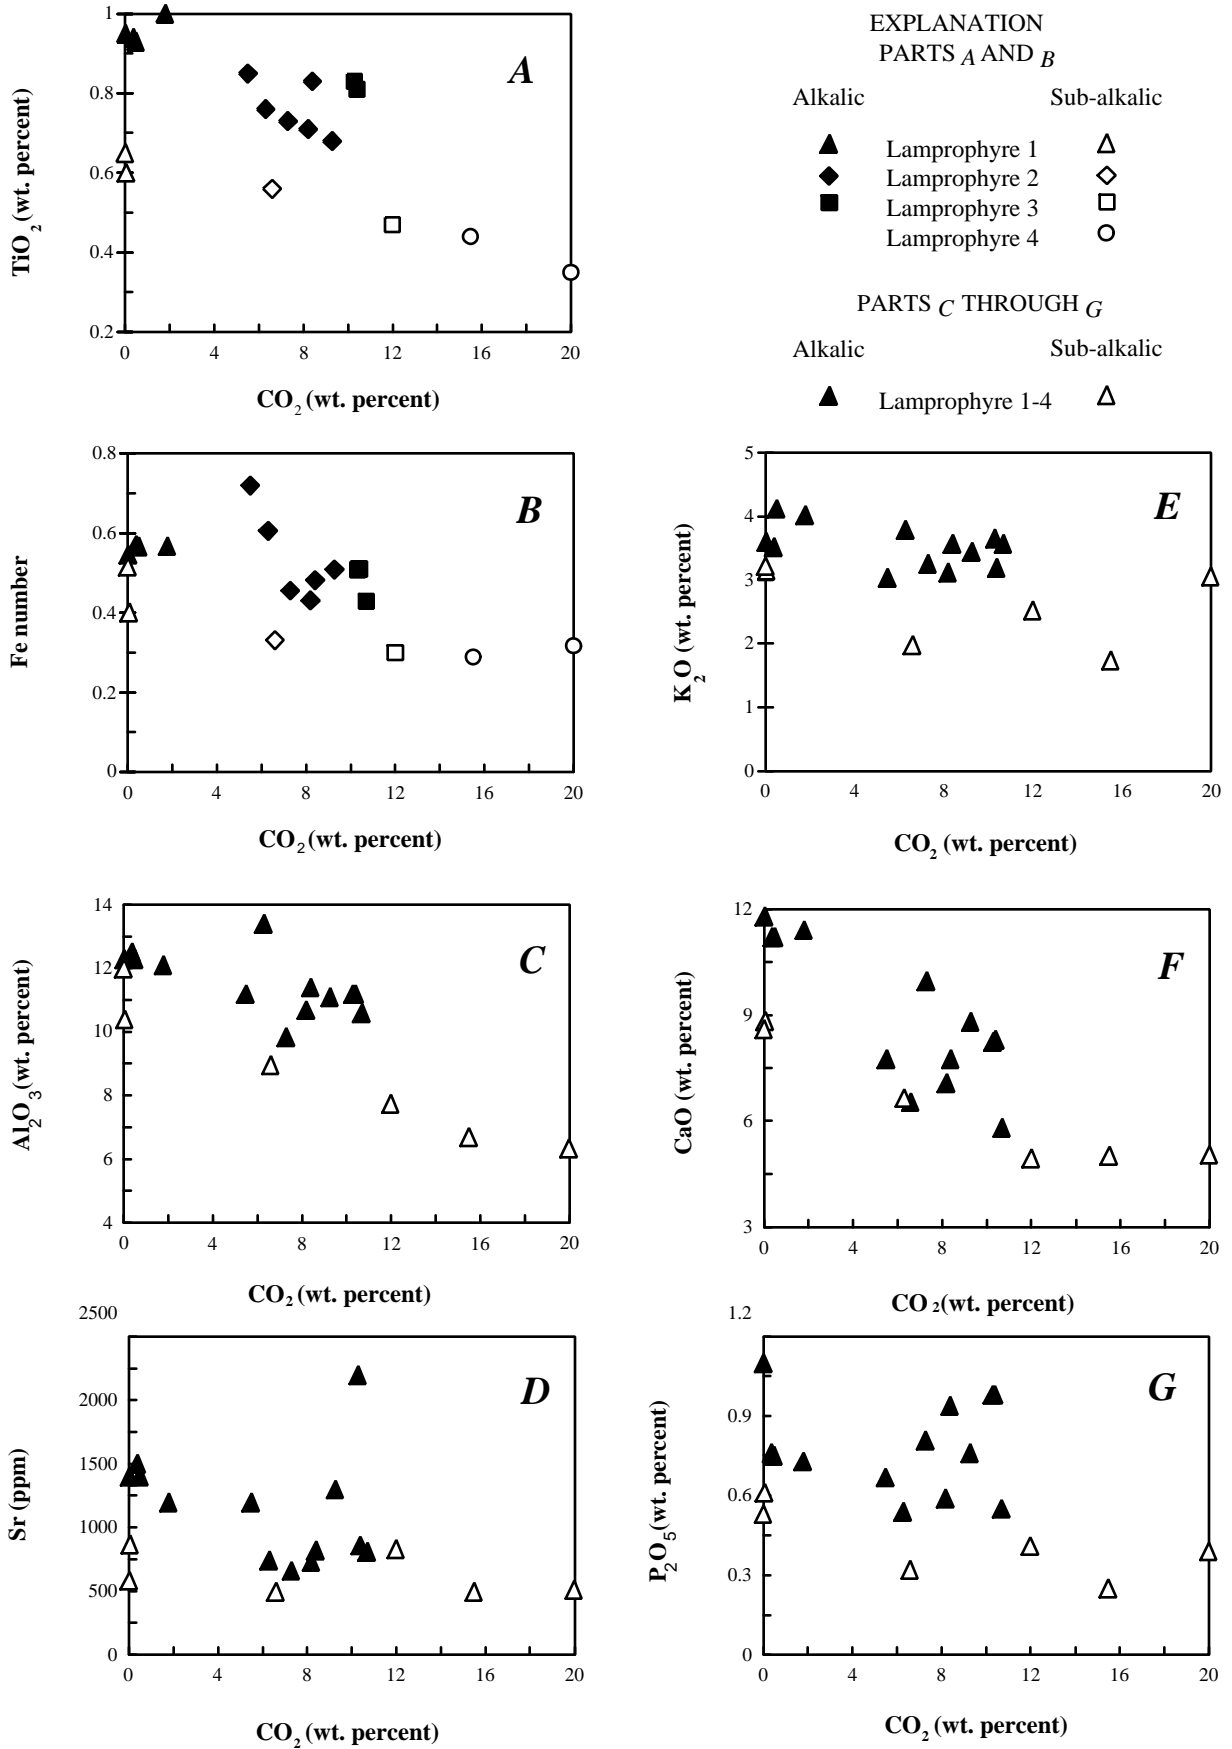 EXPLANATION
PARTS A AND B
Alkalic Sub-alkalic
Lamprophyre 1
Lamprophyre 2
Lamprophyre 3
Lamprophyre 4
PARTS C THROUGH G
Alkalic Sub-alkalic
Lamprophyre 1-4
A
TiO2 (wt. percent)
1
0.8
0.6
0.4
0.2
0 4 8 12 16 20
CO2 (wt. percent)
B
Fe number
0.8
0.6
0.4
0.2
0
0 4 8 12 16 20
CO2 (wt. percent)
C
Al2O3 (wt. percent)
14
12
10
8
6
4
0 4 8 12 16 20
CO2 (wt. percent)
D
Sr (ppm)
2500
2000
1500
1000
500
0
0 4 8 12 16 20
CO2 (wt. percent)
E
K2O (wt. percent)
5
4
3
2
1
0
0 4 8 12 16 20
CO2 (wt. percent)
F
CaO (wt. percent)
12
9
6
3
0 4 8 12 16 20
CO2 (wt. percent)
G
P2O5 (wt. percent)
1.2
0.9
0.6
0.3
0
0 4 8 12 16 20
CO2 (wt. percent)